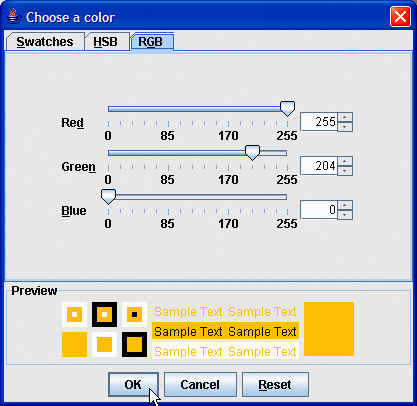 Choose a color
Swatches HSB RGB
Red 255
0 85 170 255
Green 204
0 85 170 255
Blue 0
0 85 170 255
Preview
Sample Text Sample Text
Sample Text Sample Text
Sample Text Sample Text
OK Cancel Reset